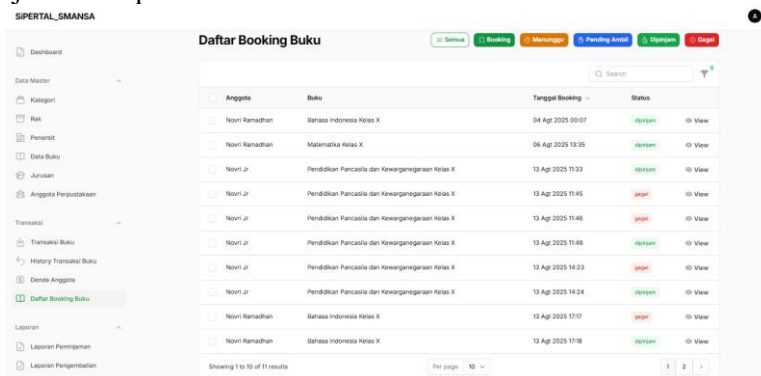 SiPERTAL_SMANSA
A
Dashboard
Data Master
Kategori
Rak
Penerbit
Data Buku
Jurusan
Anggota Perpustakaan
Transaksi
Transaksi Buku
History Transaksi Buku
Denda Anggota
Daftar Booking Buku
Laporan
Laporan Peminjaman
Laporan Pengembalian
Daftar Booking Buku
Semua Booking Menunggu Pending Ambil Dipinjam Gagal
Search 0
Anggota Buku Tanggal Booking Status
Novri Ramadhan Bahasa Indonesia Kelas X 04 Agt 2025 00:07 dipinjam View
Novri Ramadhan Matematika Kelas X 06 Agt 2025 13:35 dipinjam View
Novri Jr Pendidikan Pancasila dan Kewarganegaraan Kelas X 13 Agt 2025 11:33 dipinjam View
Novri Jr Pendidikan Pancasila dan Kewarganegaraan Kelas X 13 Agt 2025 11:45 gagal View
Novri Jr Pendidikan Pancasila dan Kewarganegaraan Kelas X 13 Agt 2025 11:46 gagal View
Novri Jr Pendidikan Pancasila dan Kewarganegaraan Kelas X 13 Agt 2025 11:48 dipinjam View
Novri Jr Pendidikan Pancasila dan Kewarganegaraan Kelas X 13 Agt 2025 14:23 gagal View
Novri Jr Pendidikan Pancasila dan Kewarganegaraan Kelas X 13 Agt 2025 14:24 dipinjam View
Novri Ramadhan Bahasa Indonesia Kelas X 13 Agt 2025 17:17 gagal View
Novri Ramadhan Bahasa Indonesia Kelas X 13 Agt 2025 17:18 dipinjam View
Showing 1 to 10 of 11 results Per page 10 1 2